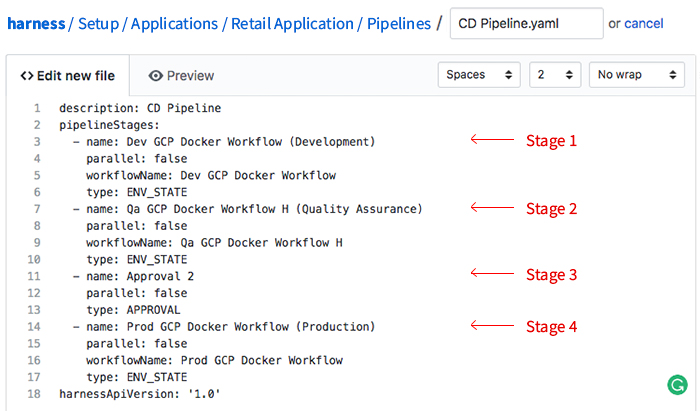 harness / Setup / Applications / Retail Application / Pipelines / CD Pipeline.yaml or cancel
<> Edit new file Preview Spaces 2 No wrap
1 description: CD Pipeline
2 pipelineStages:
3 - name: Dev GCP Docker Workflow (Development) Stage 1
4 parallel: false
5 workflowName: Dev GCP Docker Workflow
6 type: ENV_STATE
7 - name: Qa GCP Docker Workflow H (Quality Assurance) Stage 2
8 parallel: false
9 workflowName: Qa GCP Docker Workflow H
10 type: ENV_STATE
11 - name: Approval 2 Stage 3
12 parallel: false
13 type: APPROVAL
14 - name: Prod GCP Docker Workflow (Production) Stage 4
15 parallel: false
16 workflowName: Prod GCP Docker Workflow
17 type: ENV_STATE
18 harnessApiVersion: '1.0'